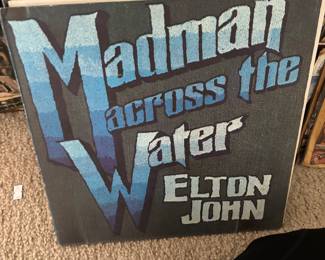 Madman
across the
Water
ELTON
JOHN